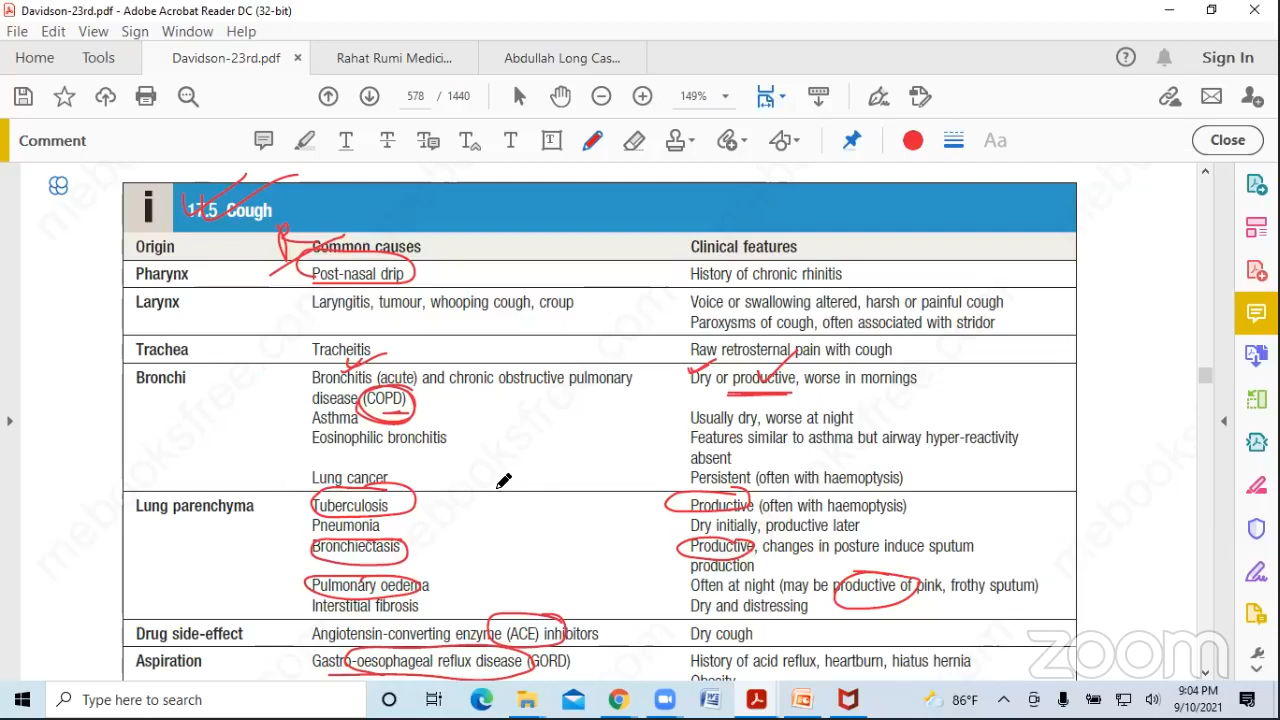 Davidson-23rd.pdf - Adobe Acrobat Reader DC (32-bit)
File Edit View Sign Window Help
Home Tools Davidson-23rd.pdf × Rahat Rumi Medici... Abdullah Long Cas... Sign In
578 / 1440 149%
Comment Aa Close
i 17.5 Cough
Origin Common causes Clinical features
Pharynx Post-nasal drip History of chronic rhinitis
Larynx Laryngitis, tumour, whooping cough, croup Voice or swallowing altered, harsh or painful cough
Paroxysms of cough, often associated with stridor
Trachea Tracheitis Raw retrosternal pain with cough
Bronchi Bronchitis (acute) and chronic obstructive pulmonary Dry or productive, worse in mornings
disease (COPD)
Asthma Usually dry, worse at night
Eosinophilic bronchitis Features similar to asthma but airway hyper-reactivity
absent
Lung cancer Persistent (often with haemoptysis)
Lung parenchyma Tuberculosis Productive (often with haemoptysis)
Pneumonia Dry initially, productive later
Bronchiectasis Productive, changes in posture induce sputum
production
Pulmonary oedema Often at night (may be productive of pink, frothy sputum)
Interstitial fibrosis Dry and distressing
Drug side-effect Angiotensin-converting enzyme (ACE) inhibitors Dry cough
Aspiration Gastro-oesophageal reflux disease (GORD) History of acid reflux, heartburn, hiatus hernia
Obesity
zoom
Type here to search 86°F 9:04 PM
9/10/2021